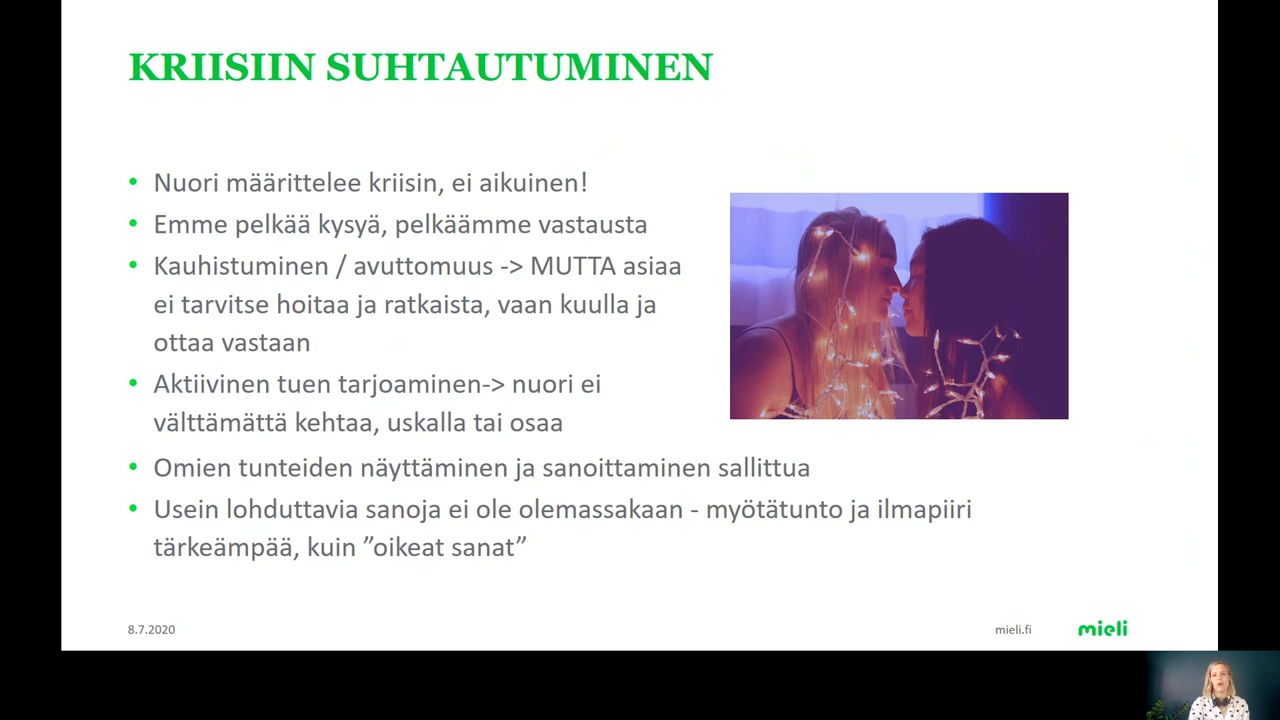 KRIISIIN SUHTAUTUMINEN
• Nuori määrittelee kriisin, ei aikuinen!
• Emme pelkää kysyä, pelkäämme vastausta
• Kauhistuminen / avuttomuus -> MUTTA asiaa
ei tarvitse hoitaa ja ratkaista, vaan kuulla ja
ottaa vastaan
• Aktiivinen tuen tarjoaminen-> nuori ei
välttämättä kehtaa, uskalla tai osaa
• Omien tunteiden näyttäminen ja sanoittaminen sallittua
• Usein lohduttavia sanoja ei ole olemassakaan - myötätunto ja ilmapiiri
tärkeämpää, kuin ”oikeat sanat”
8.7.2020
mieli.fi
mieli